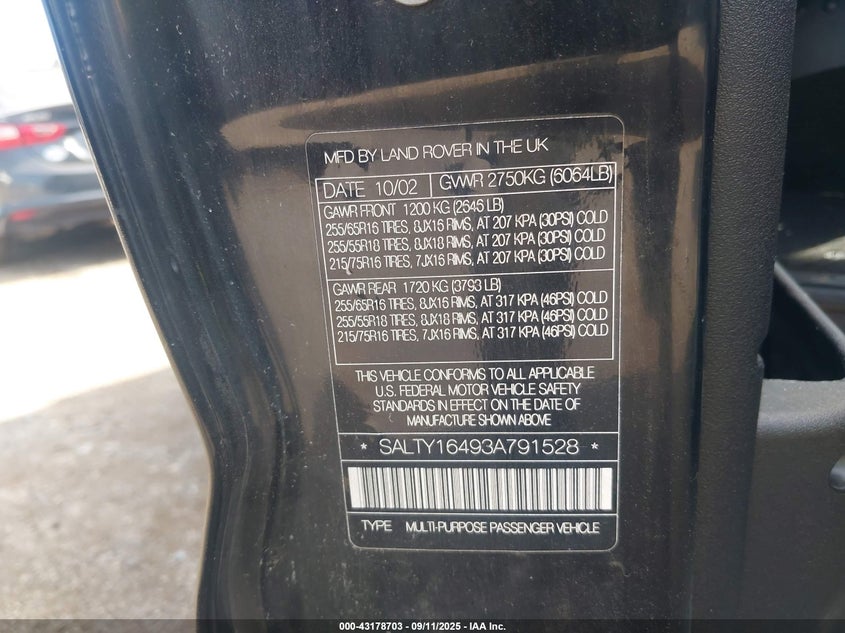 MFD BY LAND ROVER IN THE UK
DATE 10/02 GVWR 2750KG (6064LB)
GAWR FRONT 1200 KG (2646 LB)
255/65R16 TIRES, 8JX16 RIMS, AT 207 KPA (30PSI) COLD
255/55R18 TIRES, 8JX18 RIMS, AT 207 KPA (30PSI) COLD
215/75R16 TIRES, 7JX16 RIMS, AT 207 KPA (30PSI) COLD
GAWR REAR 1720 KG (3793 LB)
255/65R16 TIRES, 8JX16 RIMS, AT 317 KPA (46PSI) COLD
255/55R18 TIRES, 8JX18 RIMS, AT 317 KPA (46PSI) COLD
215/75R16 TIRES, 7JX16 RIMS, AT 317 KPA (46PSI) COLD
THIS VEHICLE CONFORMS TO ALL APPLICABLE
U.S. FEDERAL MOTOR VEHICLE SAFETY
STANDARDS IN EFFECT ON THE DATE OF
MANUFACTURE SHOWN ABOVE
* SALTY16493A791528 *
TYPE MULTI-PURPOSE PASSENGER VEHICLE
000-43178703 - 09/11/2025 - IAA Inc.